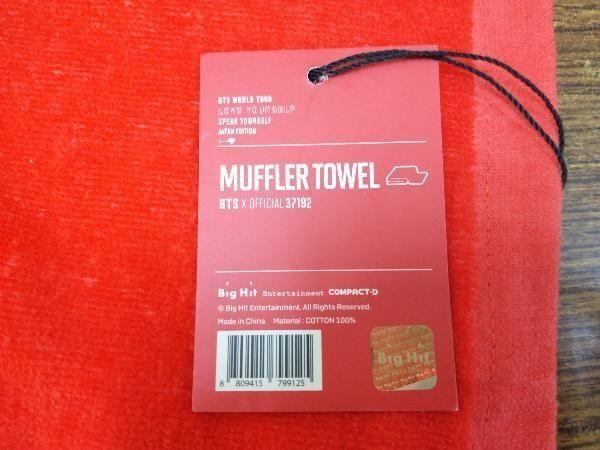 BTS WORLD TOUR
LOVE YOURSELF
SPEAK YOURSELF
JAPAN EDITION
MUFFLER TOWEL
BTS X OFFICIAL 37192
Big Hit Entertainment COMPACT·D
© Big Hit Entertainment. All Rights Reserved.
Made in China Material : COTTON 100%
Big Hit
8 809415 799125